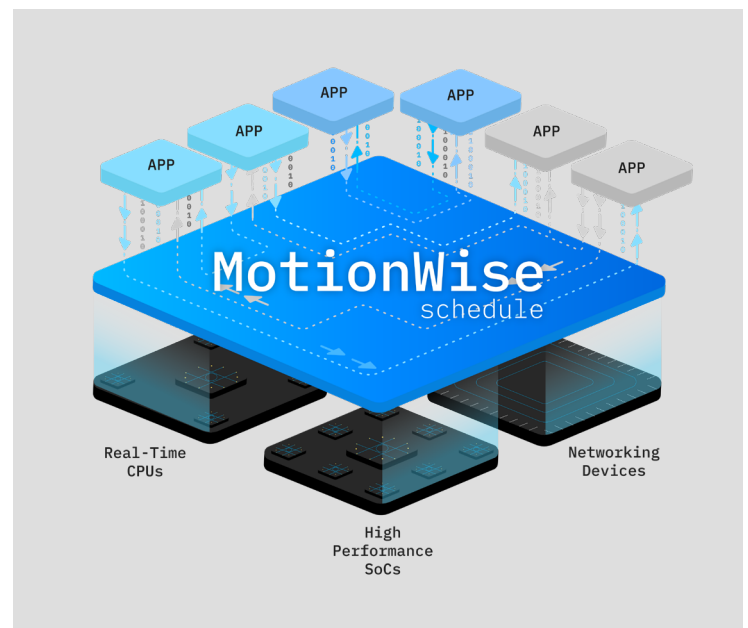 APP
APP
APP
APP
APP
APP
MotionWise
schedule
Real-Time
CPUs
Networking
Devices
High
Performance
SoCs